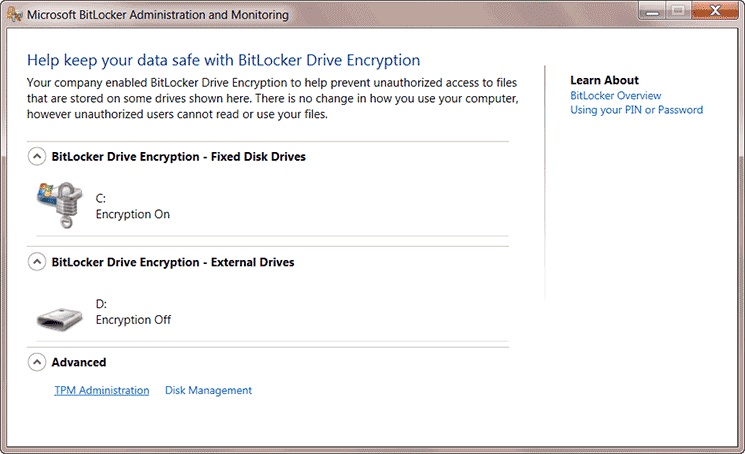 Microsoft BitLocker Administration and Monitoring
Help keep your data safe with BitLocker Drive Encryption
Your company enabled BitLocker Drive Encryption to help prevent unauthorized access to files
that are stored on some drives shown here. There is no change in how you use your computer,
however unauthorized users cannot read or use your files.
BitLocker Drive Encryption - Fixed Disk Drives
C:
Encryption On
BitLocker Drive Encryption - External Drives
D:
Encryption Off
Advanced
TPM Administration Disk Management
Learn About
BitLocker Overview
Using your PIN or Password